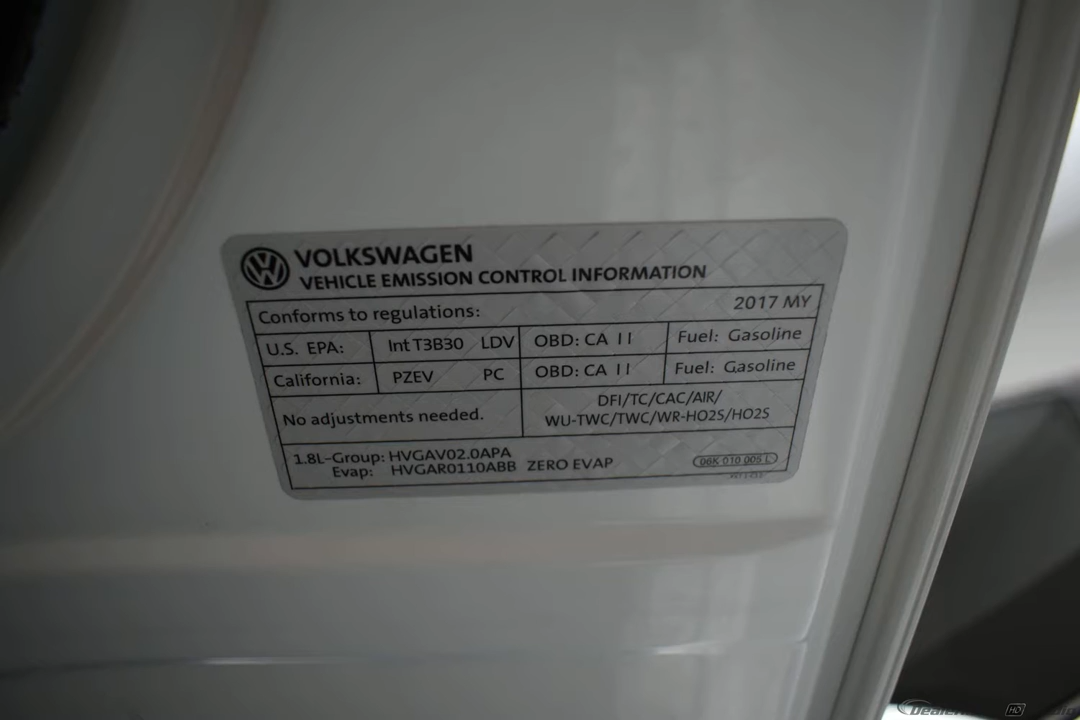 VOLKSWAGEN
VEHICLE EMISSION CONTROL INFORMATION
Conforms to regulations: 2017 MY
U.S. EPA: Int T3B30 LDV OBD: CA II Fuel: Gasoline
California: PZEV PC OBD: CA II Fuel: Gasoline
No adjustments needed. DFI/TC/CAC/AIR/
WU-TWC/TWC/WR-HO2S/HO2S
1.8L-Group: HVGAV02.0APA
Evap: HVGAR0110ABB ZERO EVAP 06K 010 005 L
HD